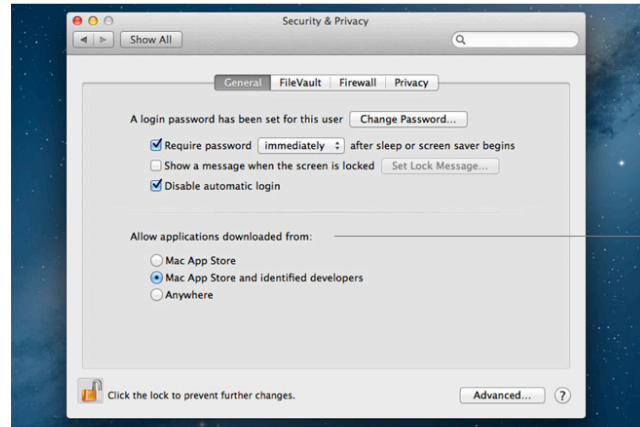 Security & Privacy
Show All
General FileVault Firewall Privacy
A login password has been set for this user Change Password...
Require password immediately after sleep or screen saver begins
Show a message when the screen is locked Set Lock Message...
Disable automatic login
Allow applications downloaded from:
Mac App Store
Mac App Store and identified developers
Anywhere
Click the lock to prevent further changes. Advanced... ?